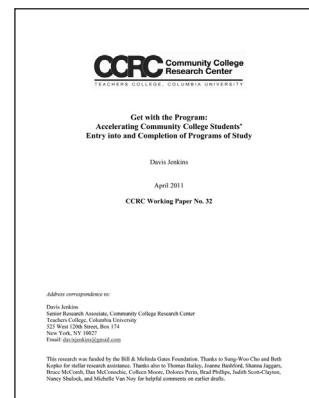 CCRC Community College
Research Center
TEACHERS COLLEGE, COLUMBIA UNIVERSITY
Get with the Program:
Accelerating Community College Students'
Entry into and Completion of Programs of Study
Davis Jenkins
April 2011
CCRC Working Paper No. 32
Address correspondence to:
Davis Jenkins
Senior Research Associate, Community College Research Center
Teachers College, Columbia University
525 West 120th Street, Box 174
New York, NY 10027
Email: davisjenkins@gmail.com
This research was funded by the Bill & Melinda Gates Foundation. Thanks to Sung-Woo Cho and Beth
Kopko for stellar research assistance. Thanks also to Thomas Bailey, Joanne Bashford, Shanna Jaggars,
Bruce McComb, Dan McConochie, Colleen Moore, Dolores Perin, Brad Phillips, Judith Scott-Clayton,
Nancy Shulock, and Michelle Van Noy for helpful comments on earlier drafts.